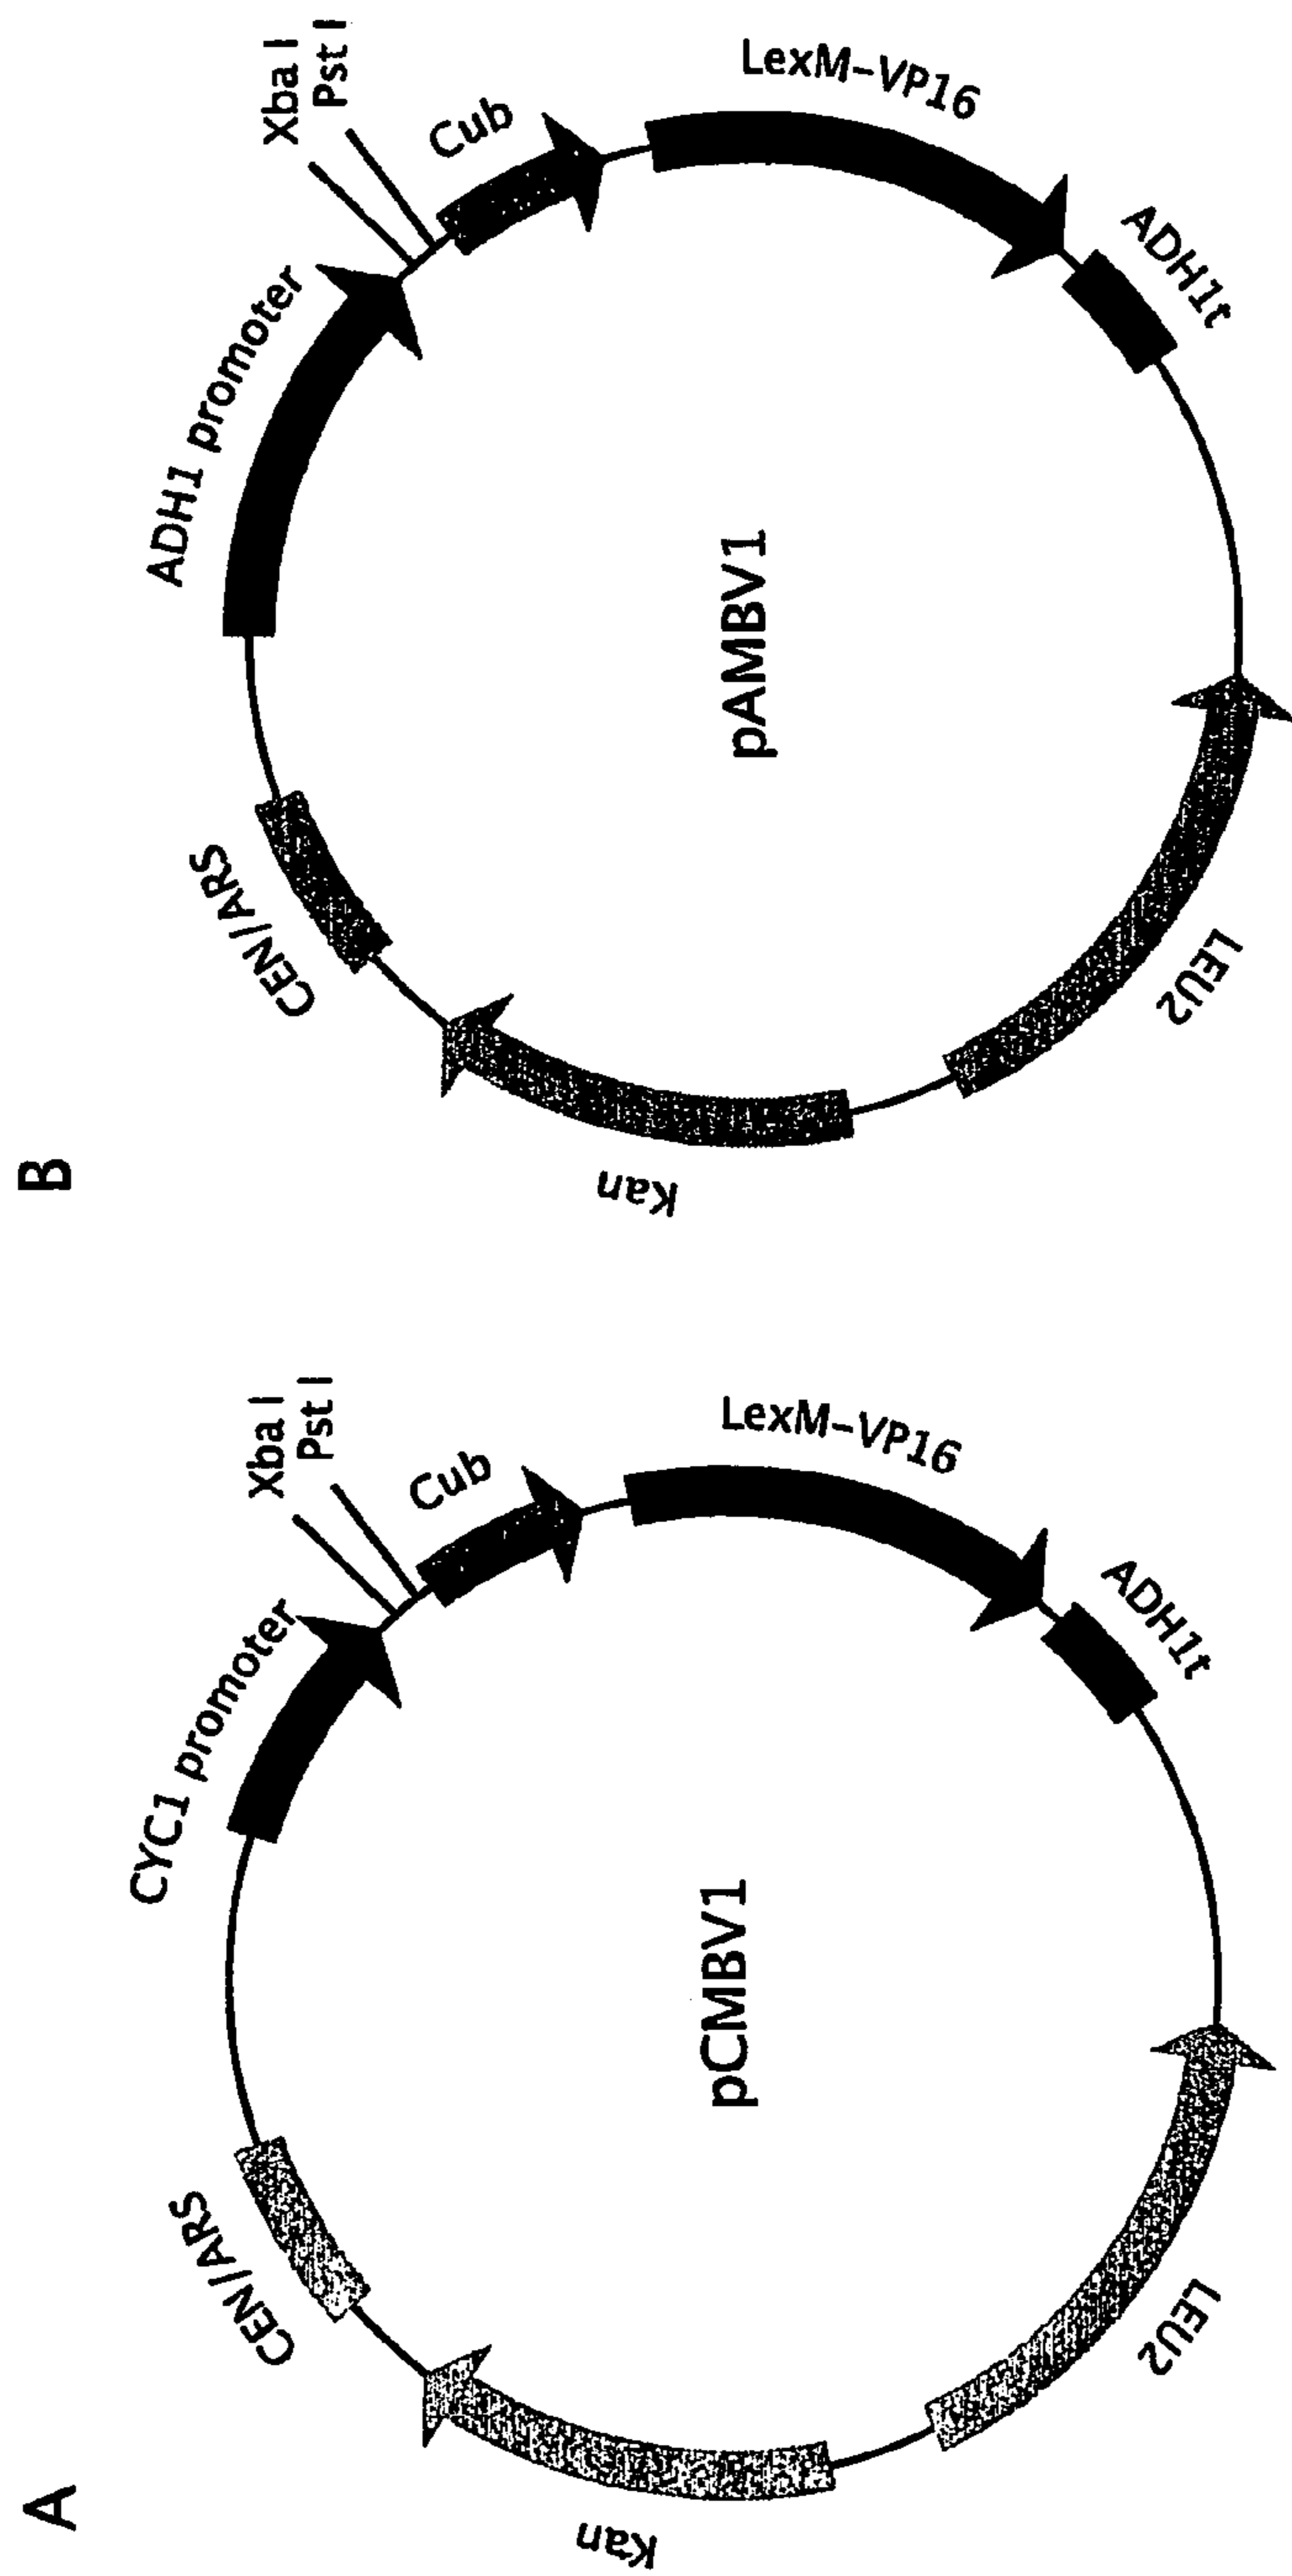 A
CYC1 promoter
Xba I
Pst I
Cub
LexM-VP16
ADH1t
LEU2
Kan
CEN/ARS
pCMBV1
B
ADH1 promoter
Xba I
Pst I
Cub
LexM-VP16
ADH1t
LEU2
Kan
CEN/ARS
pAMBV1